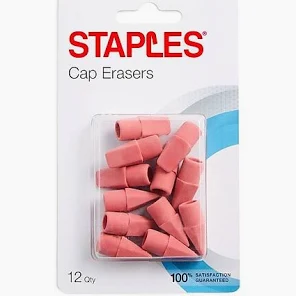 STAPLES®
Cap Erasers
12 Qty
100% SATISFACTION
GUARANTEED